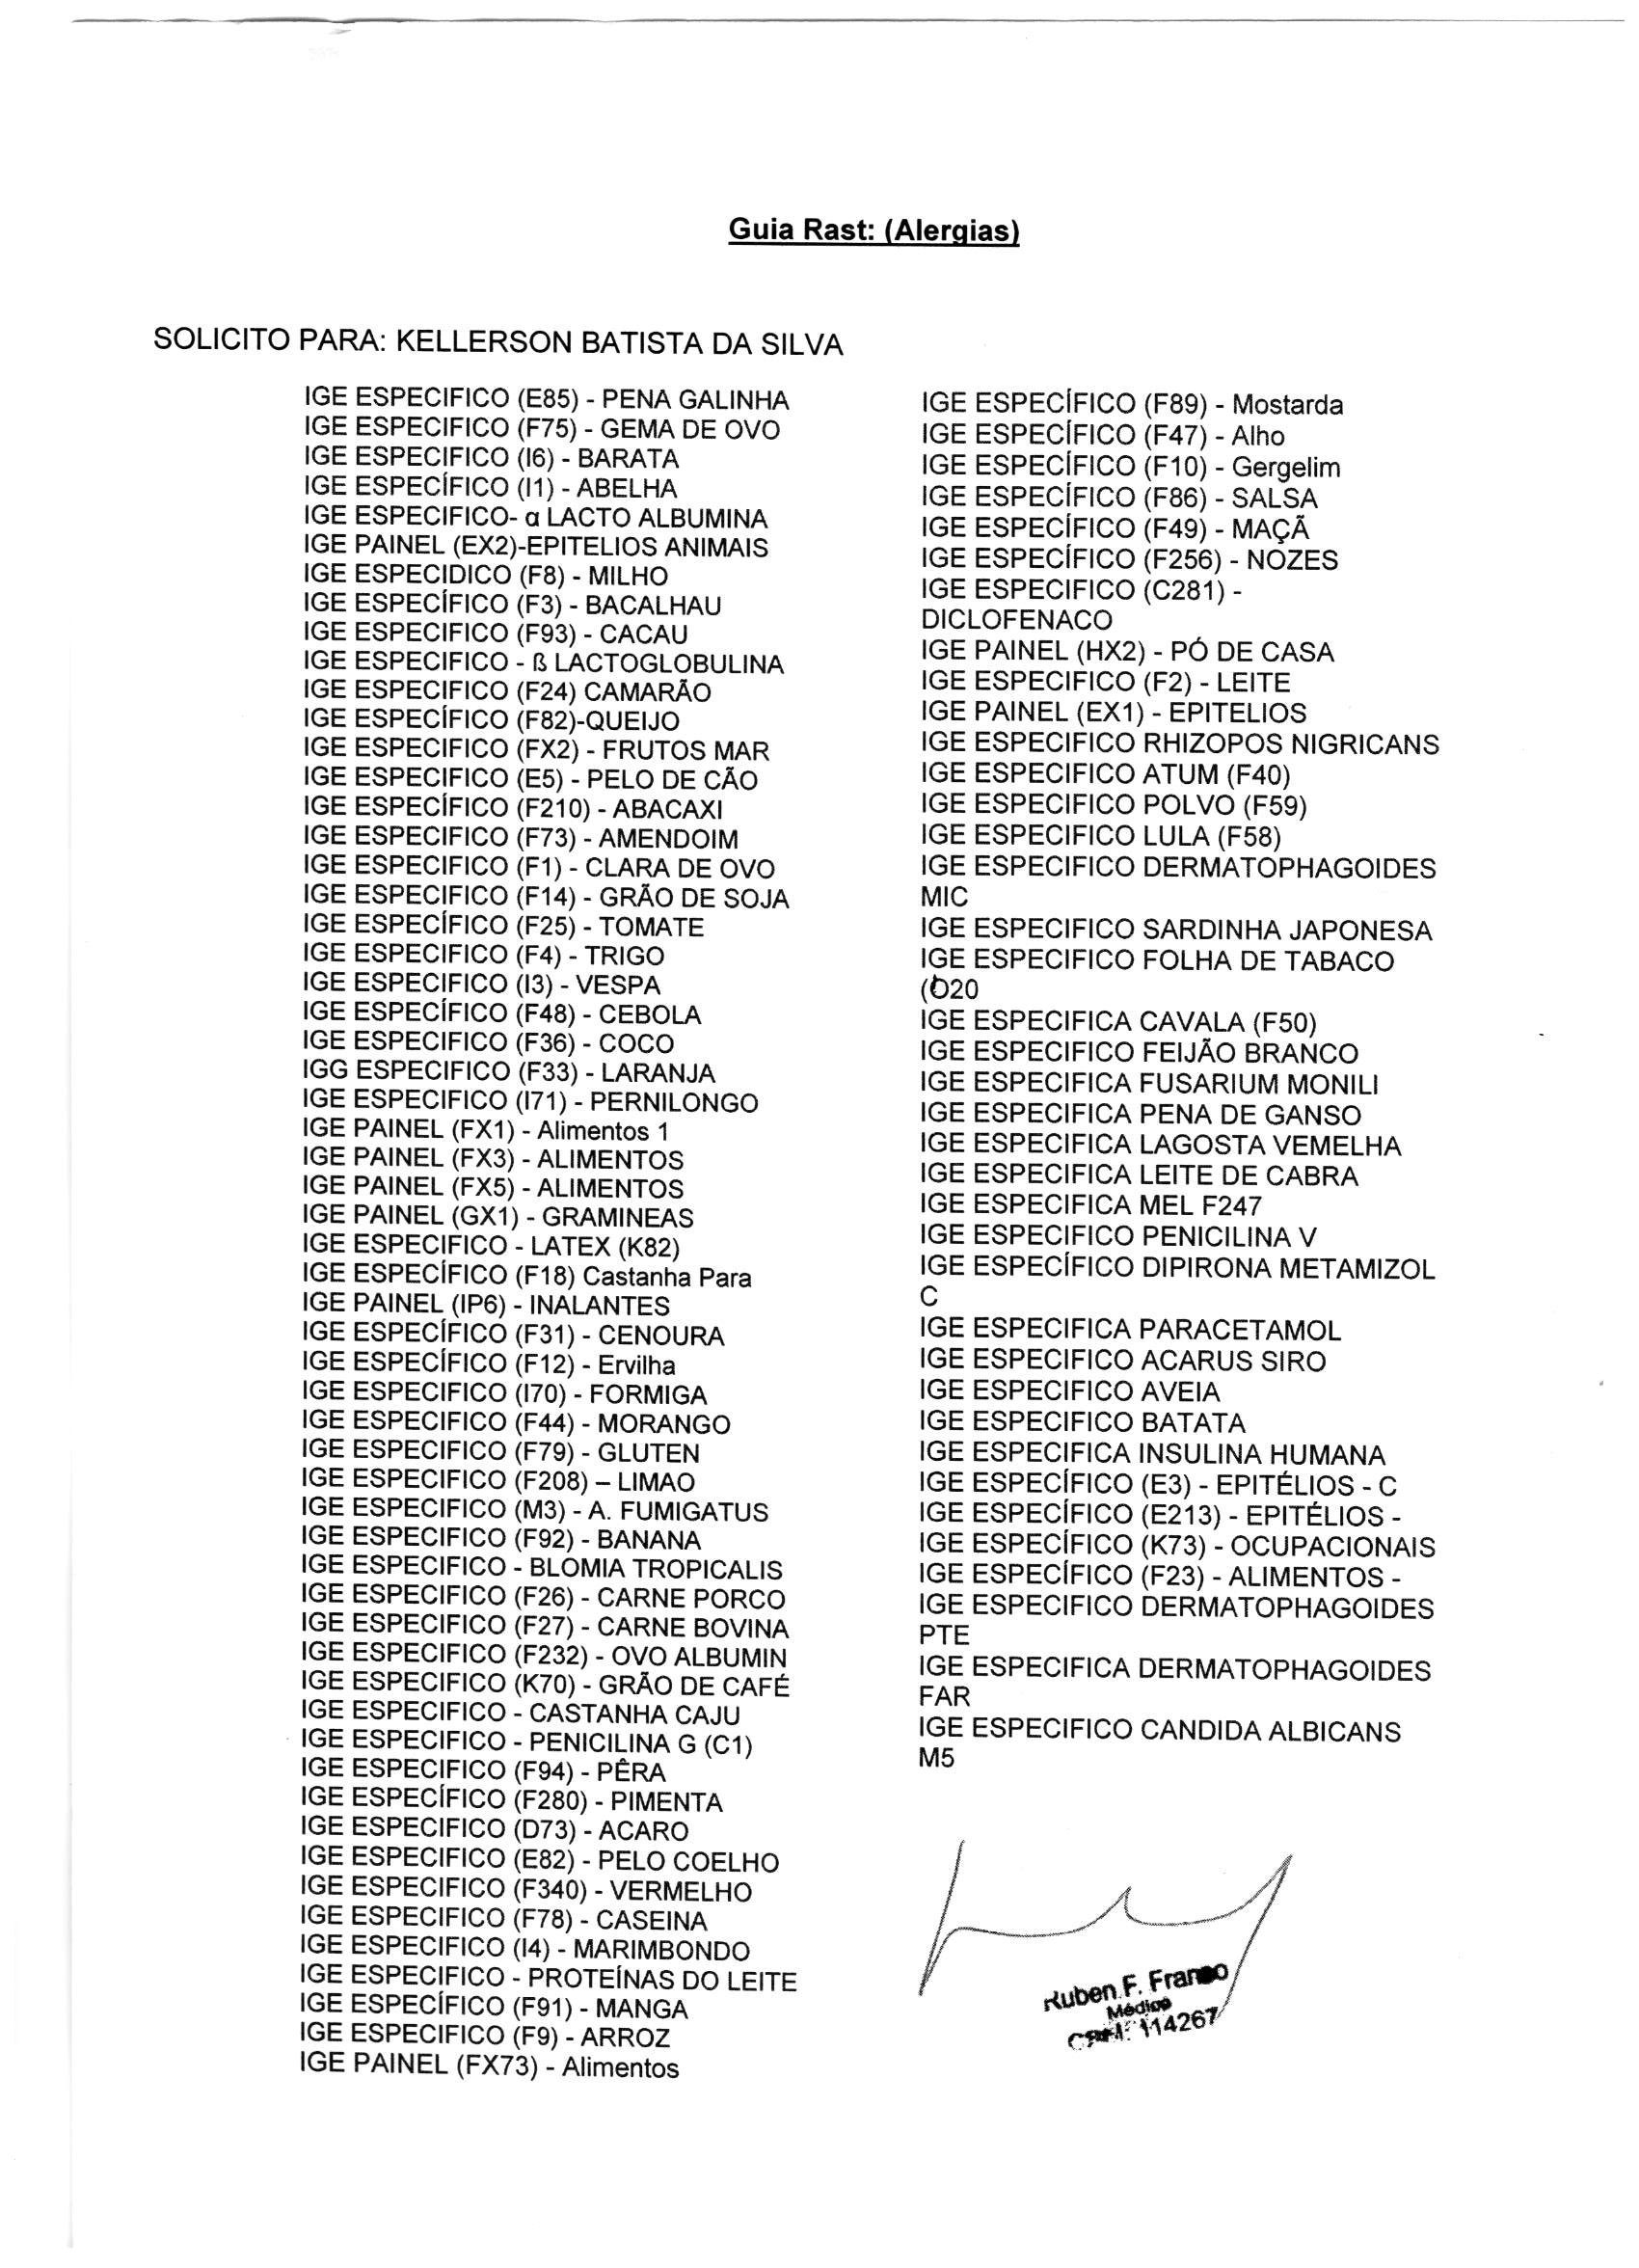 Guia Rast: (Alergias)
SOLICITO PARA: KELLERSON BATISTA DA SILVA
IGE ESPECIFICO (E85) - PENA GALINHA
IGE ESPECIFICO (F75) - GEMA DE OVO
IGE ESPECIFICO (I6) - BARATA
IGE ESPECÍFICO (I1) - ABELHA
IGE ESPECIFICO- α LACTO ALBUMINA
IGE PAINEL (EX2)-EPITELIOS ANIMAIS
IGE ESPECIDICO (F8) - MILHO
IGE ESPECÍFICO (F3) - BACALHAU
IGE ESPECIFICO (F93) - CACAU
IGE ESPECIFICO - ß LACTOGLOBULINA
IGE ESPECIFICO (F24) CAMARÃO
IGE ESPECÍFICO (F82)-QUEIJO
IGE ESPECIFICO (FX2) - FRUTOS MAR
IGE ESPECIFICO (E5) - PELO DE CÃO
IGE ESPECÍFICO (F210) - ABACAXI
IGE ESPECIFICO (F73) - AMENDOIM
IGE ESPECIFICO (F1) - CLARA DE OVO
IGE ESPECIFICO (F14) - GRÃO DE SOJA
IGE ESPECÍFICO (F25) - TOMATE
IGE ESPECIFICO (F4) - TRIGO
IGE ESPECIFICO (I3) - VESPA
IGE ESPECÍFICO (F48) - CEBOLA
IGE ESPECIFICO (F36) - COCO
IGG ESPECIFICO (F33) - LARANJA
IGE ESPECIFICO (I71) - PERNILONGO
IGE PAINEL (FX1) - Alimentos 1
IGE PAINEL (FX3) - ALIMENTOS
IGE PAINEL (FX5) - ALIMENTOS
IGE PAINEL (GX1) - GRAMINEAS
IGE ESPECIFICO - LATEX (K82)
IGE ESPECÍFICO (F18) Castanha Para
IGE PAINEL (IP6) - INALANTES
IGE ESPECÍFICO (F31) - CENOURA
IGE ESPECÍFICO (F12) - Ervilha
IGE ESPECIFICO (I70) - FORMIGA
IGE ESPECIFICO (F44) - MORANGO
IGE ESPECIFICO (F79) - GLUTEN
IGE ESPECIFICO (F208) – LIMAO
IGE ESPECIFICO (M3) - A. FUMIGATUS
IGE ESPECIFICO (F92) - BANANA
IGE ESPECIFICO - BLOMIA TROPICALIS
IGE ESPECIFICO (F26) - CARNE PORCO
IGE ESPECIFICO (F27) - CARNE BOVINA
IGE ESPECIFICO (F232) - OVO ALBUMIN
IGE ESPECIFICO (K70) - GRÃO DE CAFÉ
IGE ESPECIFICO - CASTANHA CAJU
IGE ESPECIFICO - PENICILINA G (C1)
IGE ESPECIFICO (F94) - PÊRA
IGE ESPECÍFICO (F280) - PIMENTA
IGE ESPECIFICO (D73) - ACARO
IGE ESPECIFICO (E82) - PELO COELHO
IGE ESPECIFICO (F340) - VERMELHO
IGE ESPECIFICO (F78) - CASEINA
IGE ESPECIFICO (I4) - MARIMBONDO
IGE ESPECIFICO - PROTEÍNAS DO LEITE
IGE ESPECÍFICO (F91) - MANGA
IGE ESPECIFICO (F9) - ARROZ
IGE PAINEL (FX73) - Alimentos
IGE ESPECÍFICO (F89) - Mostarda
IGE ESPECÍFICO (F47) - Alho
IGE ESPECÍFICO (F10) - Gergelim
IGE ESPECÍFICO (F86) - SALSA
IGE ESPECÍFICO (F49) - MAÇÃ
IGE ESPECÍFICO (F256) - NOZES
IGE ESPECIFICO (C281) -
DICLOFENACO
IGE PAINEL (HX2) - PÓ DE CASA
IGE ESPECIFICO (F2) - LEITE
IGE PAINEL (EX1) - EPITELIOS
IGE ESPECIFICO RHIZOPOS NIGRICANS
IGE ESPECIFICO ATUM (F40)
IGE ESPECIFICO POLVO (F59)
IGE ESPECIFICO LULA (F58)
IGE ESPECIFICO DERMATOPHAGOIDES
MIC
IGE ESPECIFICO SARDINHA JAPONESA
IGE ESPECIFICO FOLHA DE TABACO
(O20
IGE ESPECIFICA CAVALA (F50)
IGE ESPECIFICO FEIJÃO BRANCO
IGE ESPECIFICA FUSARIUM MONILI
IGE ESPECIFICA PENA DE GANSO
IGE ESPECIFICA LAGOSTA VEMELHA
IGE ESPECIFICA LEITE DE CABRA
IGE ESPECIFICA MEL F247
IGE ESPECIFICO PENICILINA V
IGE ESPECÍFICO DIPIRONA METAMIZOL
C
IGE ESPECIFICA PARACETAMOL
IGE ESPECIFICO ACARUS SIRO
IGE ESPECIFICO AVEIA
IGE ESPECIFICO BATATA
IGE ESPECIFICA INSULINA HUMANA
IGE ESPECÍFICO (E3) - EPITÉLIOS - C
IGE ESPECÍFICO (E213) - EPITÉLIOS -
IGE ESPECÍFICO (K73) - OCUPACIONAIS
IGE ESPECÍFICO (F23) - ALIMENTOS -
IGE ESPECIFICO DERMATOPHAGOIDES
PTE
IGE ESPECIFICA DERMATOPHAGOIDES
FAR
IGE ESPECIFICO CANDIDA ALBICANS
M5
Ruben F. Franco
Médico
CRM: 114267